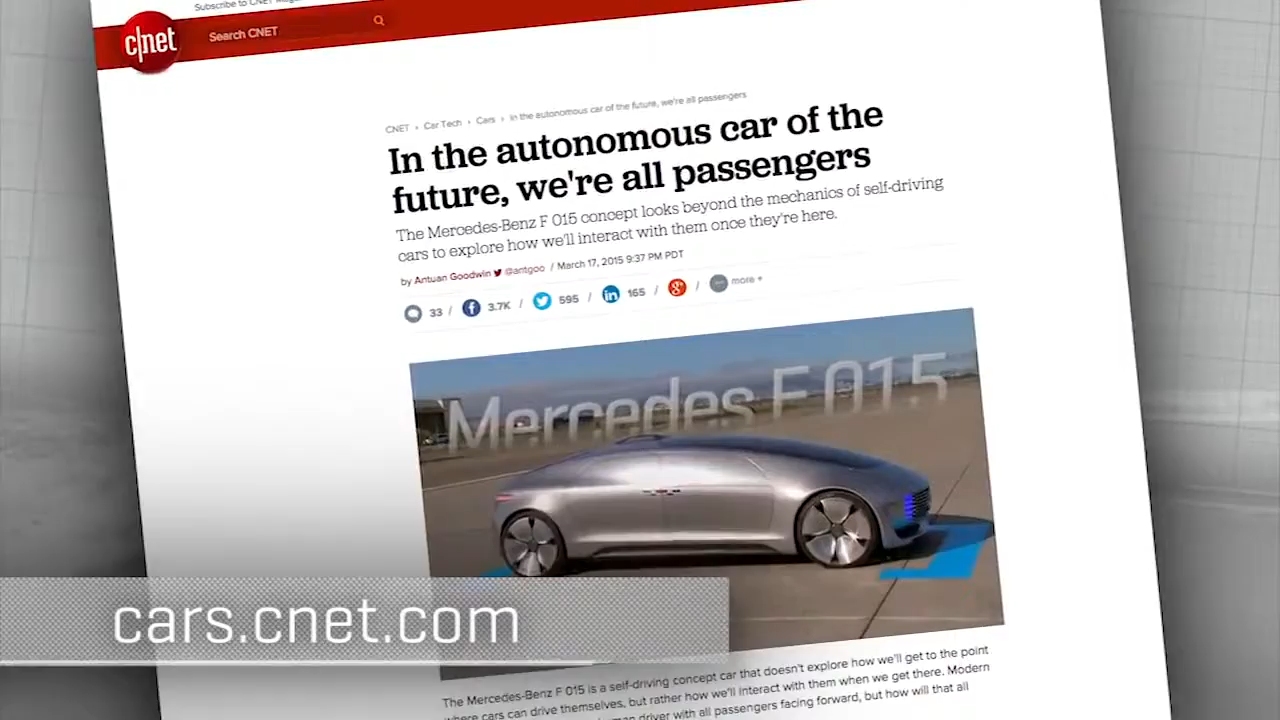 Subscribe to CNET
cnet
Search CNET
CNET › Car Tech › Cars › In the autonomous car of the future, we're all passengers
In the autonomous car of the
future, we're all passengers
The Mercedes-Benz F 015 concept looks beyond the mechanics of self-driving
cars to explore how we'll interact with them once they're here.
by Antuan Goodwin @antgoo / March 17, 2015 9:37 PM PDT
33 / f 3.7K / 595 / in 165 / g+ / more +
Mercedes F 015
cars.cnet.com
The Mercedes-Benz F 015 is a self-driving concept car that doesn't explore how we'll get to the point
where cars can drive themselves, but rather how we'll interact with them when we get there. Modern
driver with all passengers facing forward, but how will that all